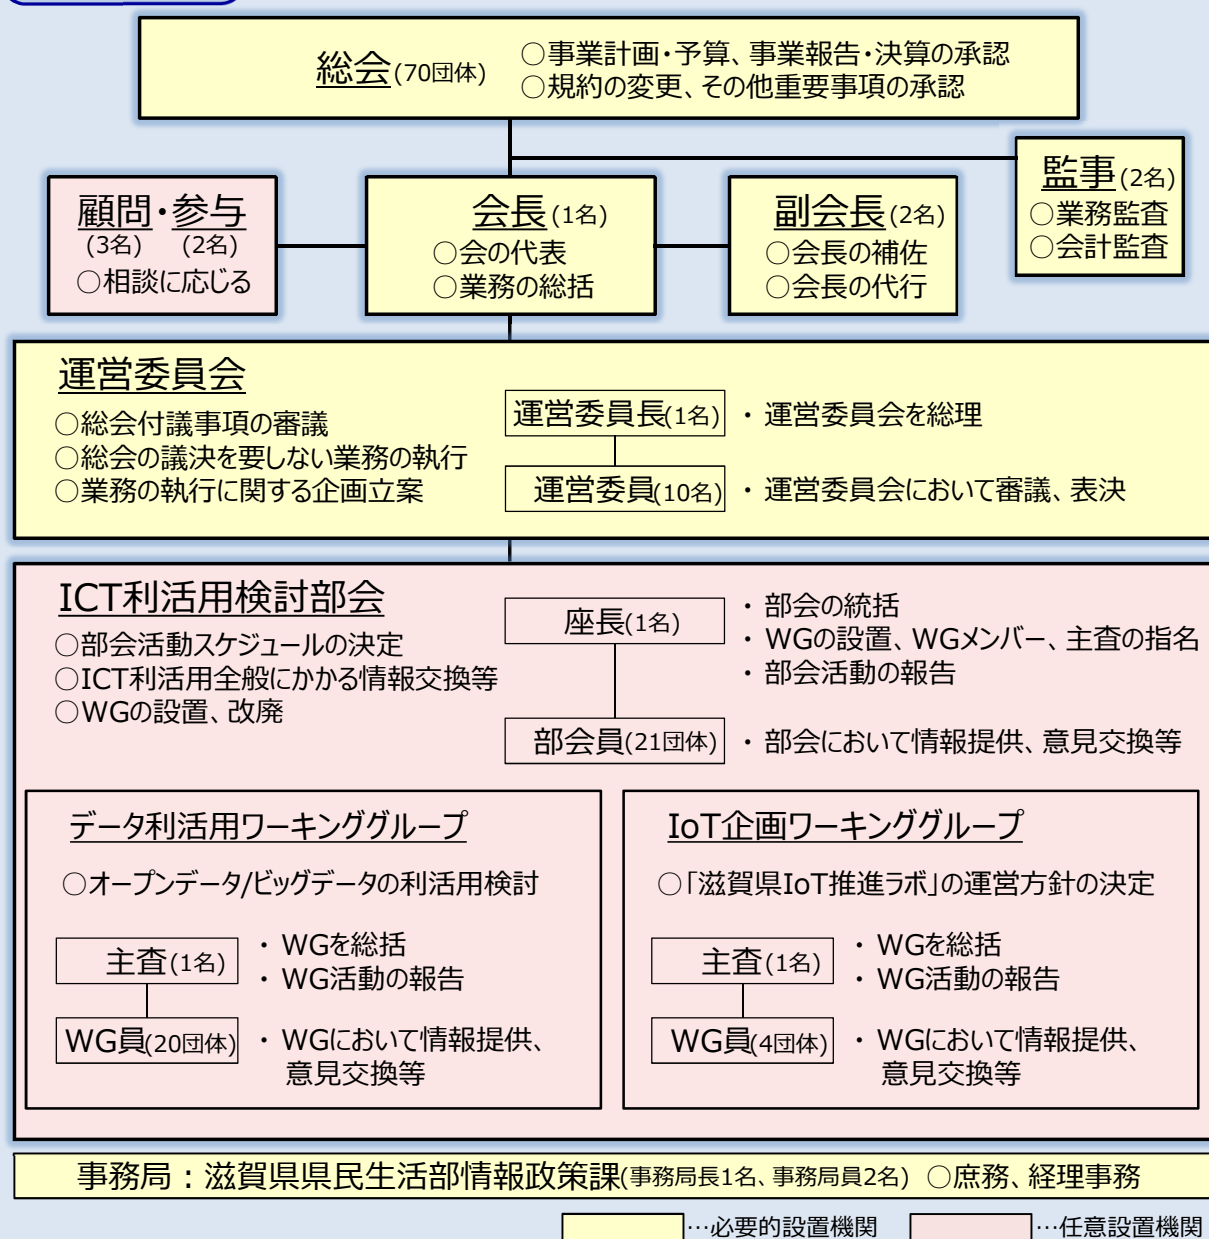 総会(70団体)
○事業計画・予算、事業報告・決算の承認
○規約の変更、その他重要事項の承認
監事(2名)
○業務監査
○会計監査
顧問・参与
(3名) (2名)
○相談に応じる
会長(1名)
○会の代表
○業務の総括
副会長(2名)
○会長の補佐
○会長の代行
運営委員会
○総会付議事項の審議
○総会の議決を要しない業務の執行
○業務の執行に関する企画立案
運営委員長(1名)
・運営委員会を総理
運営委員(10名)
・運営委員会において審議、表決
ICT利活用検討部会
○部会活動スケジュールの決定
○ICT利活用全般にかかる情報交換等
○WGの設置、改廃
座長(1名)
・部会の統括
・WGの設置、WGメンバー、主査の指名
・部会活動の報告
部会員(21団体)
・部会において情報提供、意見交換等
データ利活用ワーキンググループ
○オープンデータ/ビッグデータの利活用検討
主査(1名)
・WGを総括
・WG活動の報告
WG員(20団体)
・WGにおいて情報提供、
意見交換等
IoT企画ワーキンググループ
○「滋賀県IoT推進ラボ」の運営方針の決定
主査(1名)
・WGを総括
・WG活動の報告
WG員(4団体)
・WGにおいて情報提供、
意見交換等
事務局：滋賀県県民生活部情報政策課(事務局長1名、事務局員2名) ○庶務、経理事務
…必要的設置機関
…任意設置機関